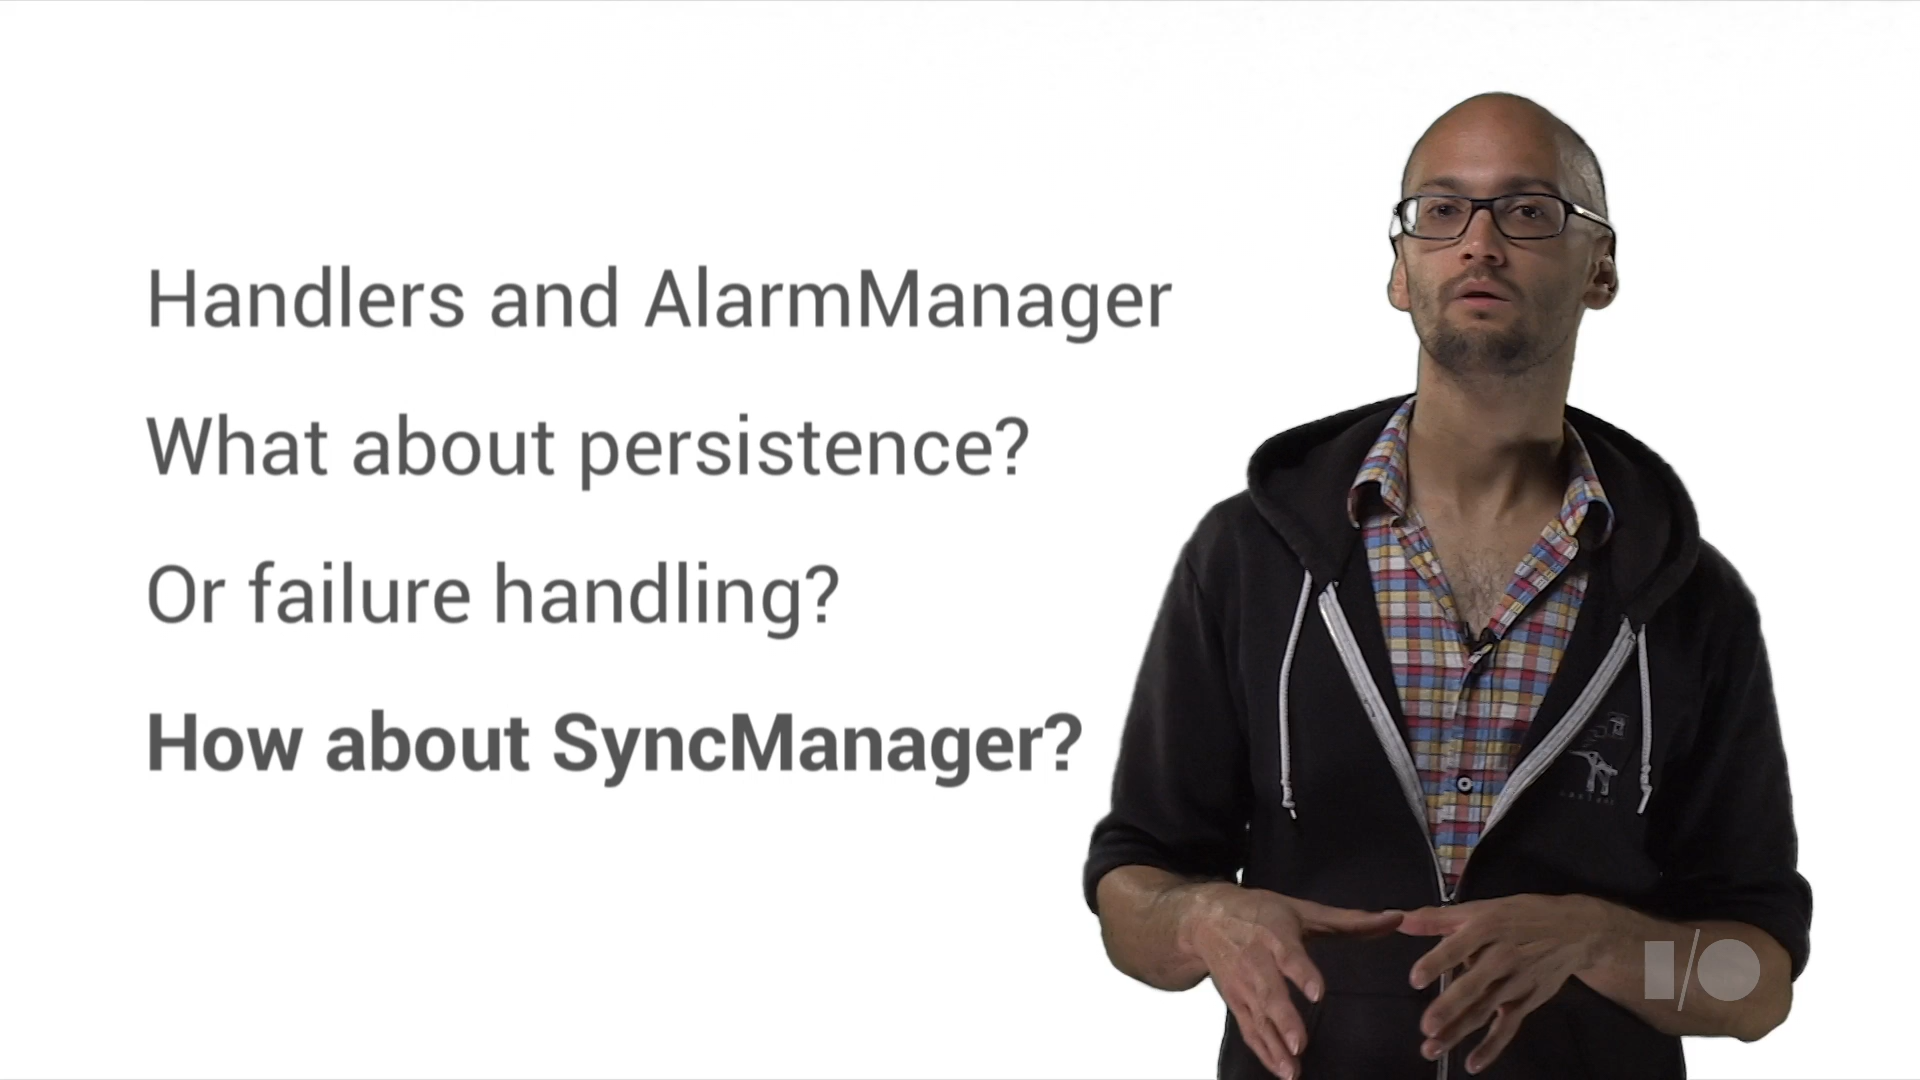 Handlers and AlarmManager
What about persistence?
Or failure handling?
How about SyncManager?
I/O